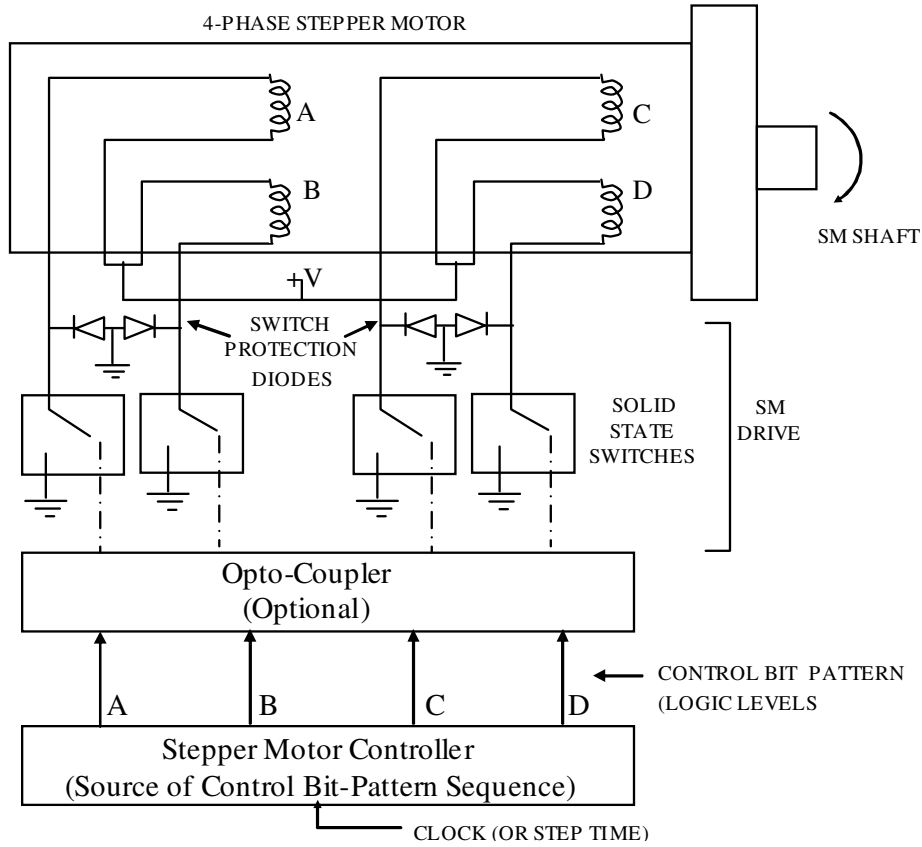 4-PHASE STEPPER MOTOR
A
C
B
D
SM SHAFT
+V
SWITCH
PROTECTION
DIODES
SOLID
STATE
SWITCHES
SM
DRIVE
Opto-Coupler
(Optional)
CONTROL BIT PATTERN
(LOGIC LEVELS
A
B
C
D
Stepper Motor Controller
(Source of Control Bit-Pattern Sequence)
CLOCK (OR STEP TIME)